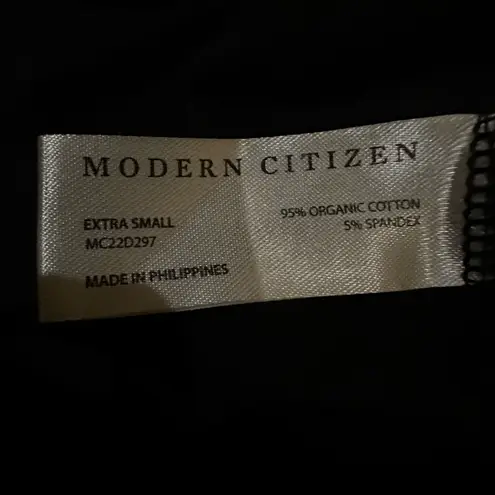 MODERN CITIZEN
EXTRA SMALL
MC22D297
MADE IN PHILIPPINES
95% ORGANIC COTTON
5% SPANDEX